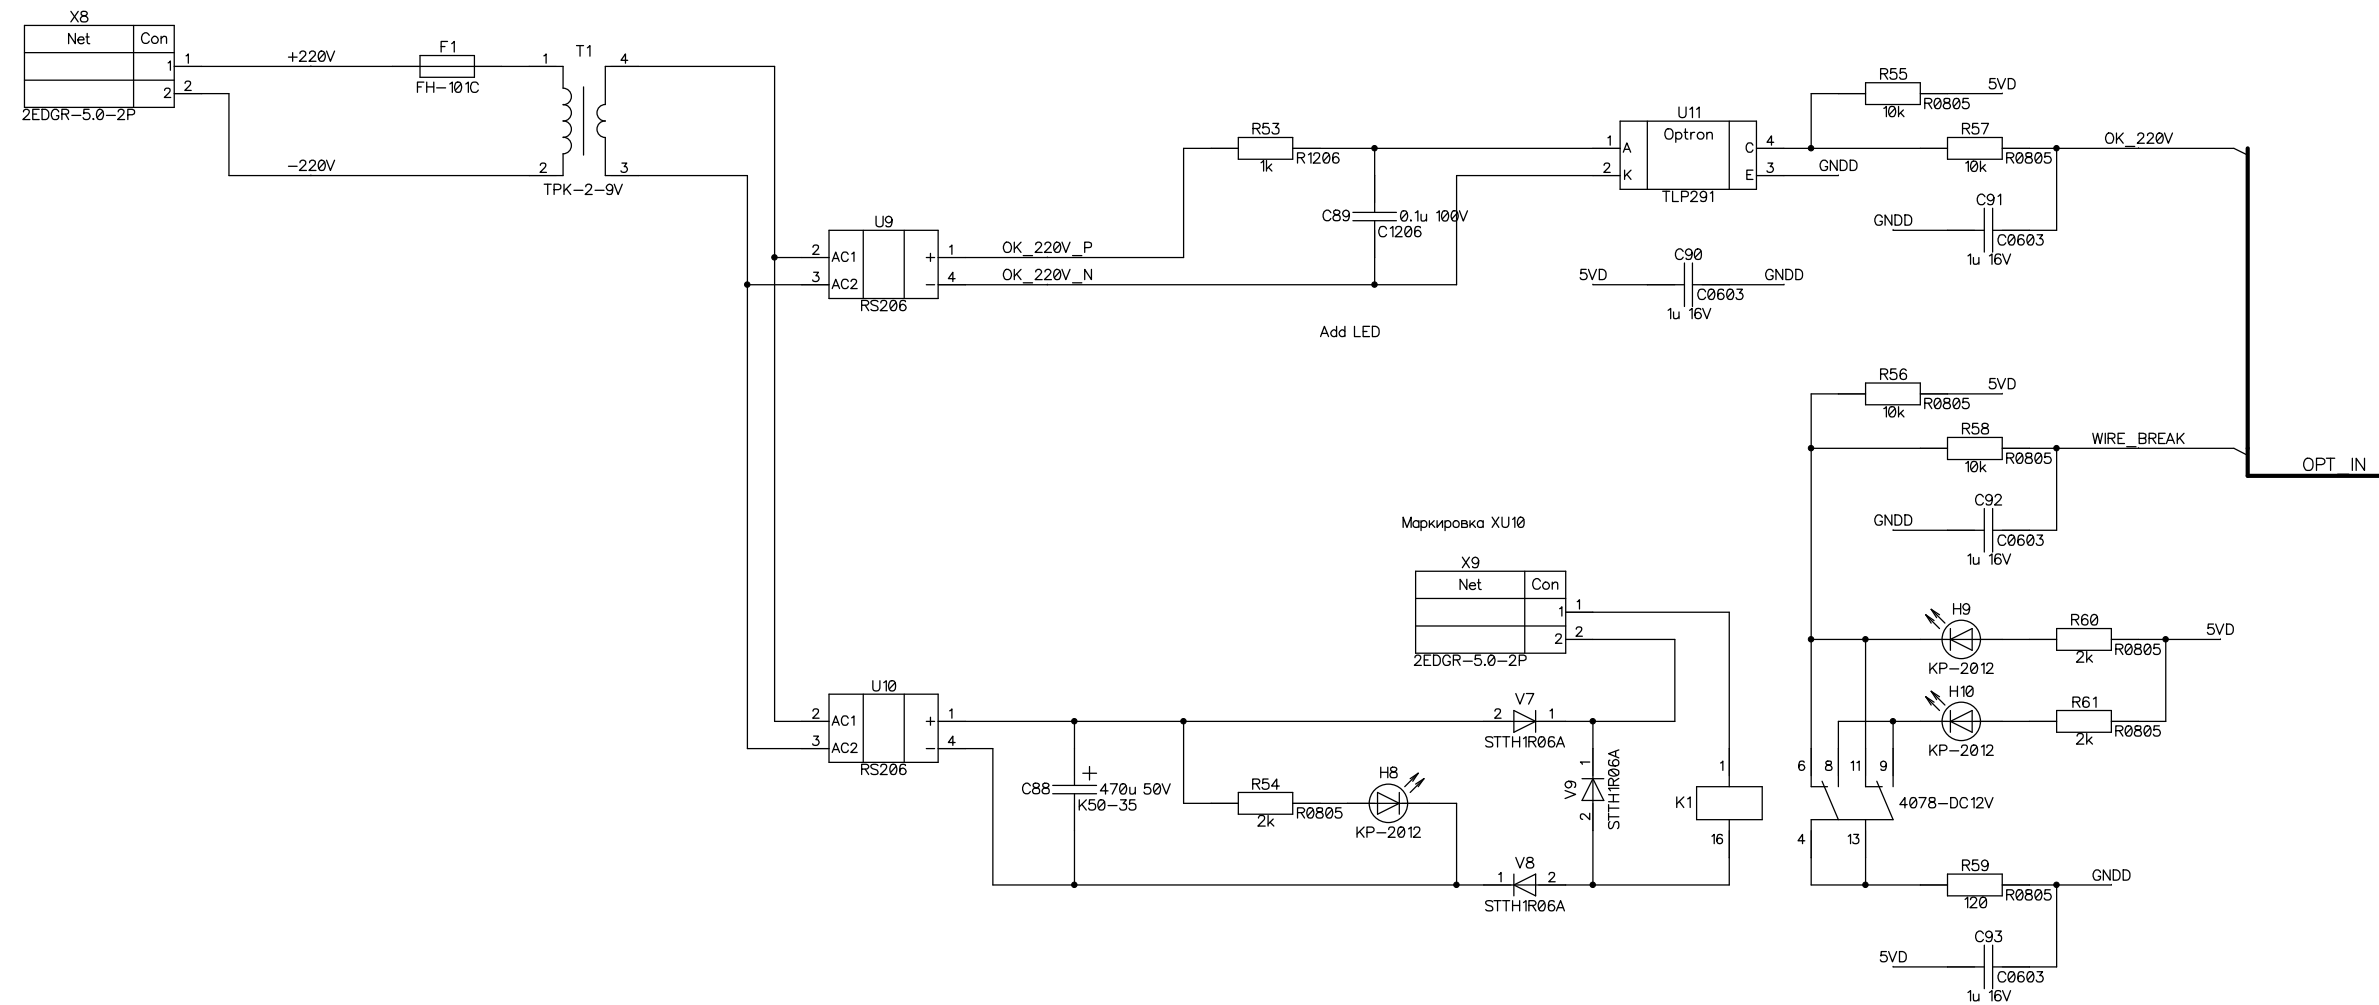 X8
Net Con
1 1
2 2
2EDGR-5.0-2P
+220V
-220V
F1
FH-101C
T1
1 4
2 3
TPK-2-9V
U9
2 AC1 + 1
3 AC2 - 4
RS206
OK_220V_P
OK_220V_N
R53
1k R1206
C89 0.1u 100V
C1206
Add LED
U11
Optron
1 A C 4
2 K E 3
TLP291
GNDD
R55
5VD
10k R0805
R57
10k R0805
OK_220V
C91
GNDD
C0603
1u 16V
C90
5VD GNDD
C0603
1u 16V
R56
5VD
10k R0805
R58
10k R0805
WIRE_BREAK
OPT_IN
C92
GNDD
C0603
1u 16V
Маркировка XU10
X9
Net Con
1 1
2 2
2EDGR-5.0-2P
U10
2 AC1 + 1
3 AC2 - 4
RS206
C88 + 470u 50V
K50-35
R54
2k R0805
H8
KP-2012
V7
2 1
STTH1R06A
V9
1 2
STTH1R06A
V8
1 2
STTH1R06A
1
K1
16
H9
KP-2012
R60
2k R0805
5VD
H10
KP-2012
R61
2k R0805
6 8 11 9
4078-DC12V
4 13
R59
120 R0805
GNDD
C93
5VD
C0603
1u 16V